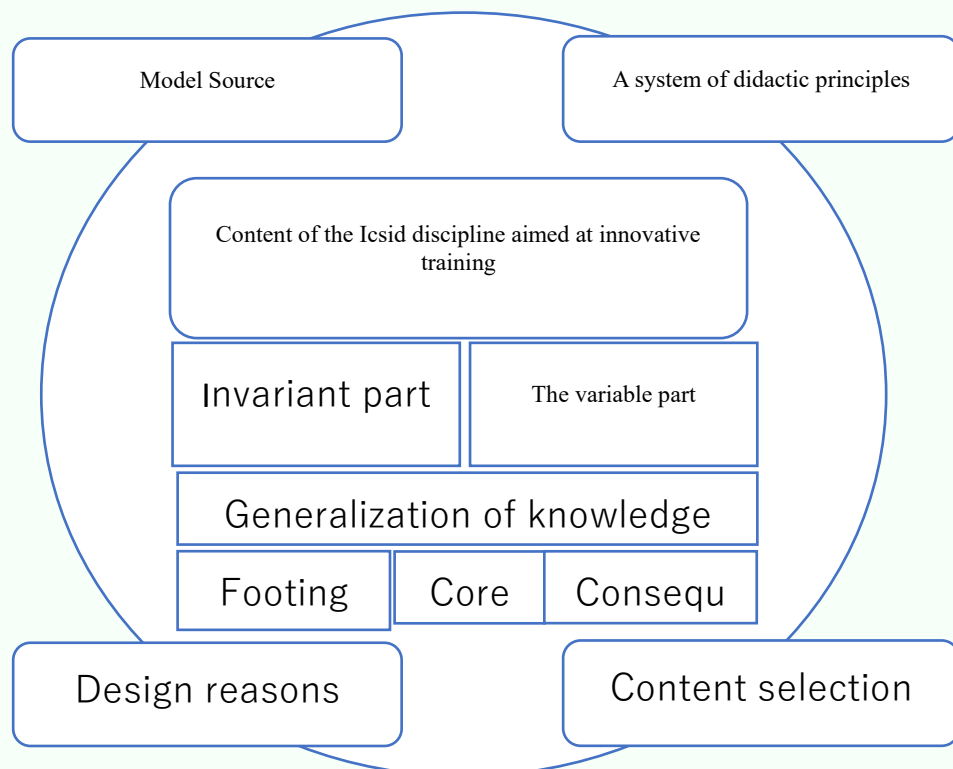 Model Source
A system of didactic principles
Content of the Icsid discipline aimed at innovative
training
Invariant part
The variable part
Generalization of knowledge
Footing
Core
Consequ
Design reasons
Content selection